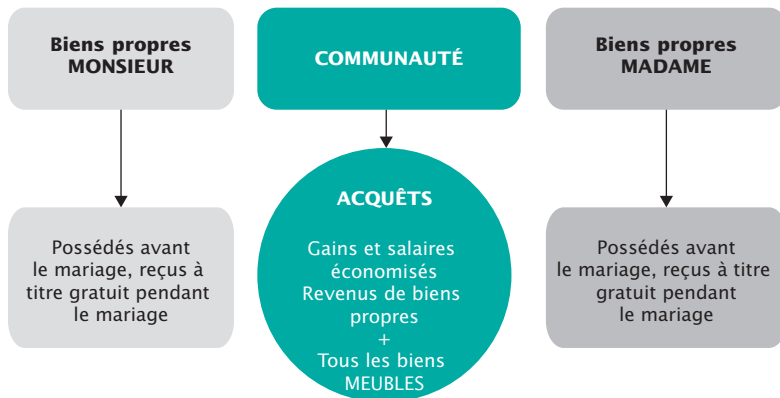 Biens propres
MONSIEUR
COMMUNAUTÉ
Biens propres
MADAME
Possédés avant
le mariage, reçus à
titre gratuit pendant
le mariage
ACQUÊTS
Gains et salaires
économisés
Revenus de biens
propres
+
Tous les biens
MEUBLES
Possédés avant
le mariage, reçus à titre
gratuit pendant
le mariage